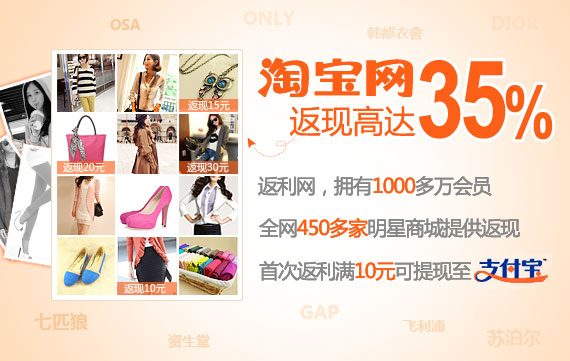 OSA
ONLY
韩都衣舍
DIOR
淘宝网
返现高达
35%
返现15元
返现20元
返现30元
返现10元
返利网，拥有1000多万会员
全网450多家明星商城提供返现
首次返利满10元可提现至 支付宝
七匹狼
资生堂
GAP
飞利浦
苏泊尔